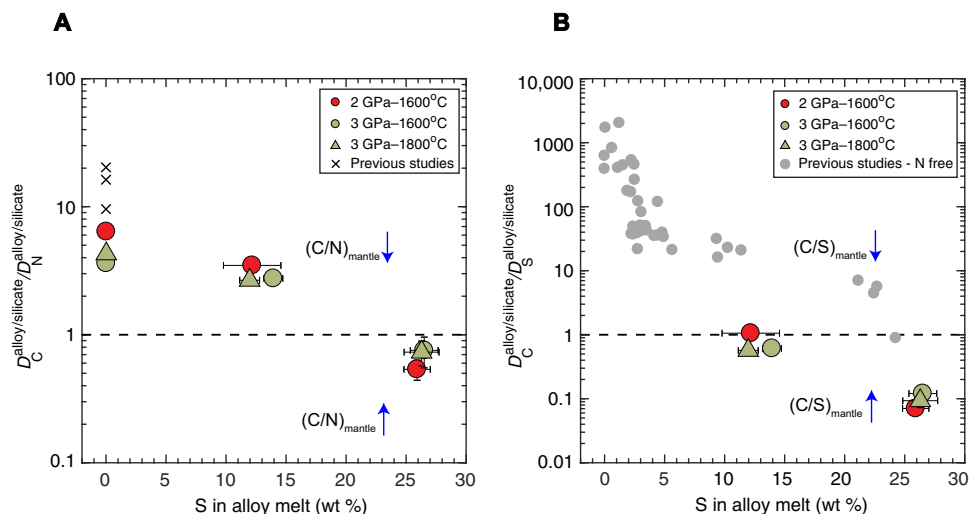 A
100
10
1
0.1
D_C^alloy/silicate/D_N^alloy/silicate
2 GPa–1600°C
3 GPa–1600°C
3 GPa–1800°C
Previous studies
(C/N)mantle
(C/N)mantle
0 5 10 15 20 25 30
S in alloy melt (wt %)
B
10,000
1000
100
10
1
0.1
0.01
D_C^alloy/silicate/D_S^alloy/silicate
2 GPa–1600°C
3 GPa–1600°C
3 GPa–1800°C
Previous studies - N free
(C/S)mantle
(C/S)mantle
0 5 10 15 20 25 30
S in alloy melt (wt %)